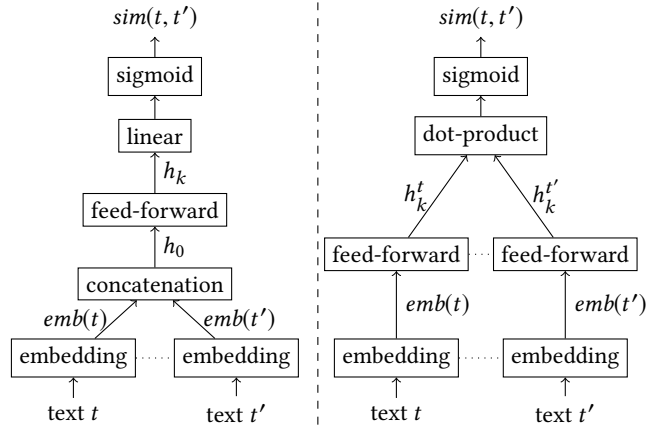 sim(t, t′)
sigmoid
linear
h_k
feed-forward
h_0
concatenation
emb(t) emb(t′)
embedding embedding
text t text t′
sim(t, t′)
sigmoid
dot-product
h_k^t h_k^{t′}
feed-forward feed-forward
emb(t) emb(t′)
embedding embedding
text t text t′